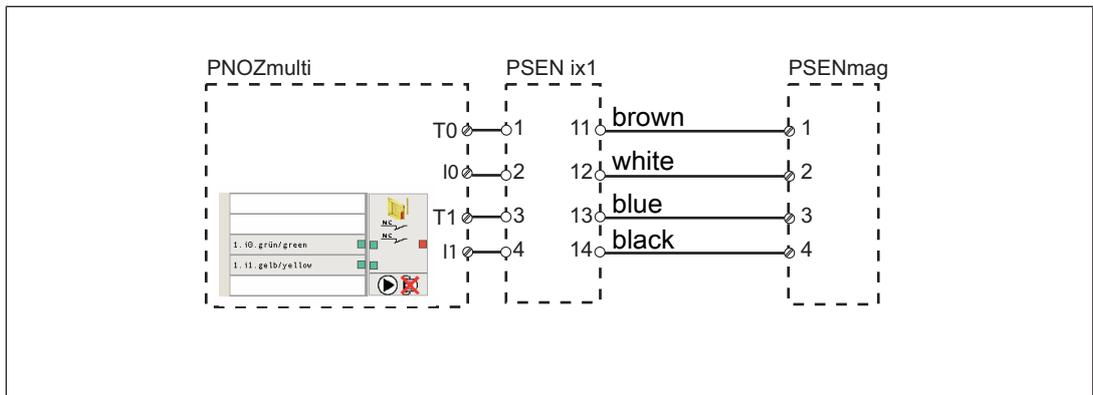 PNOZmulti PSEN ix1 PSENmag
T0 1 11 brown 1
I0 2 12 white 2
T1 3 13 blue 3
I1 4 14 black 4
NC
NC
1. i0.grün/green
1. i1.gelb/yellow